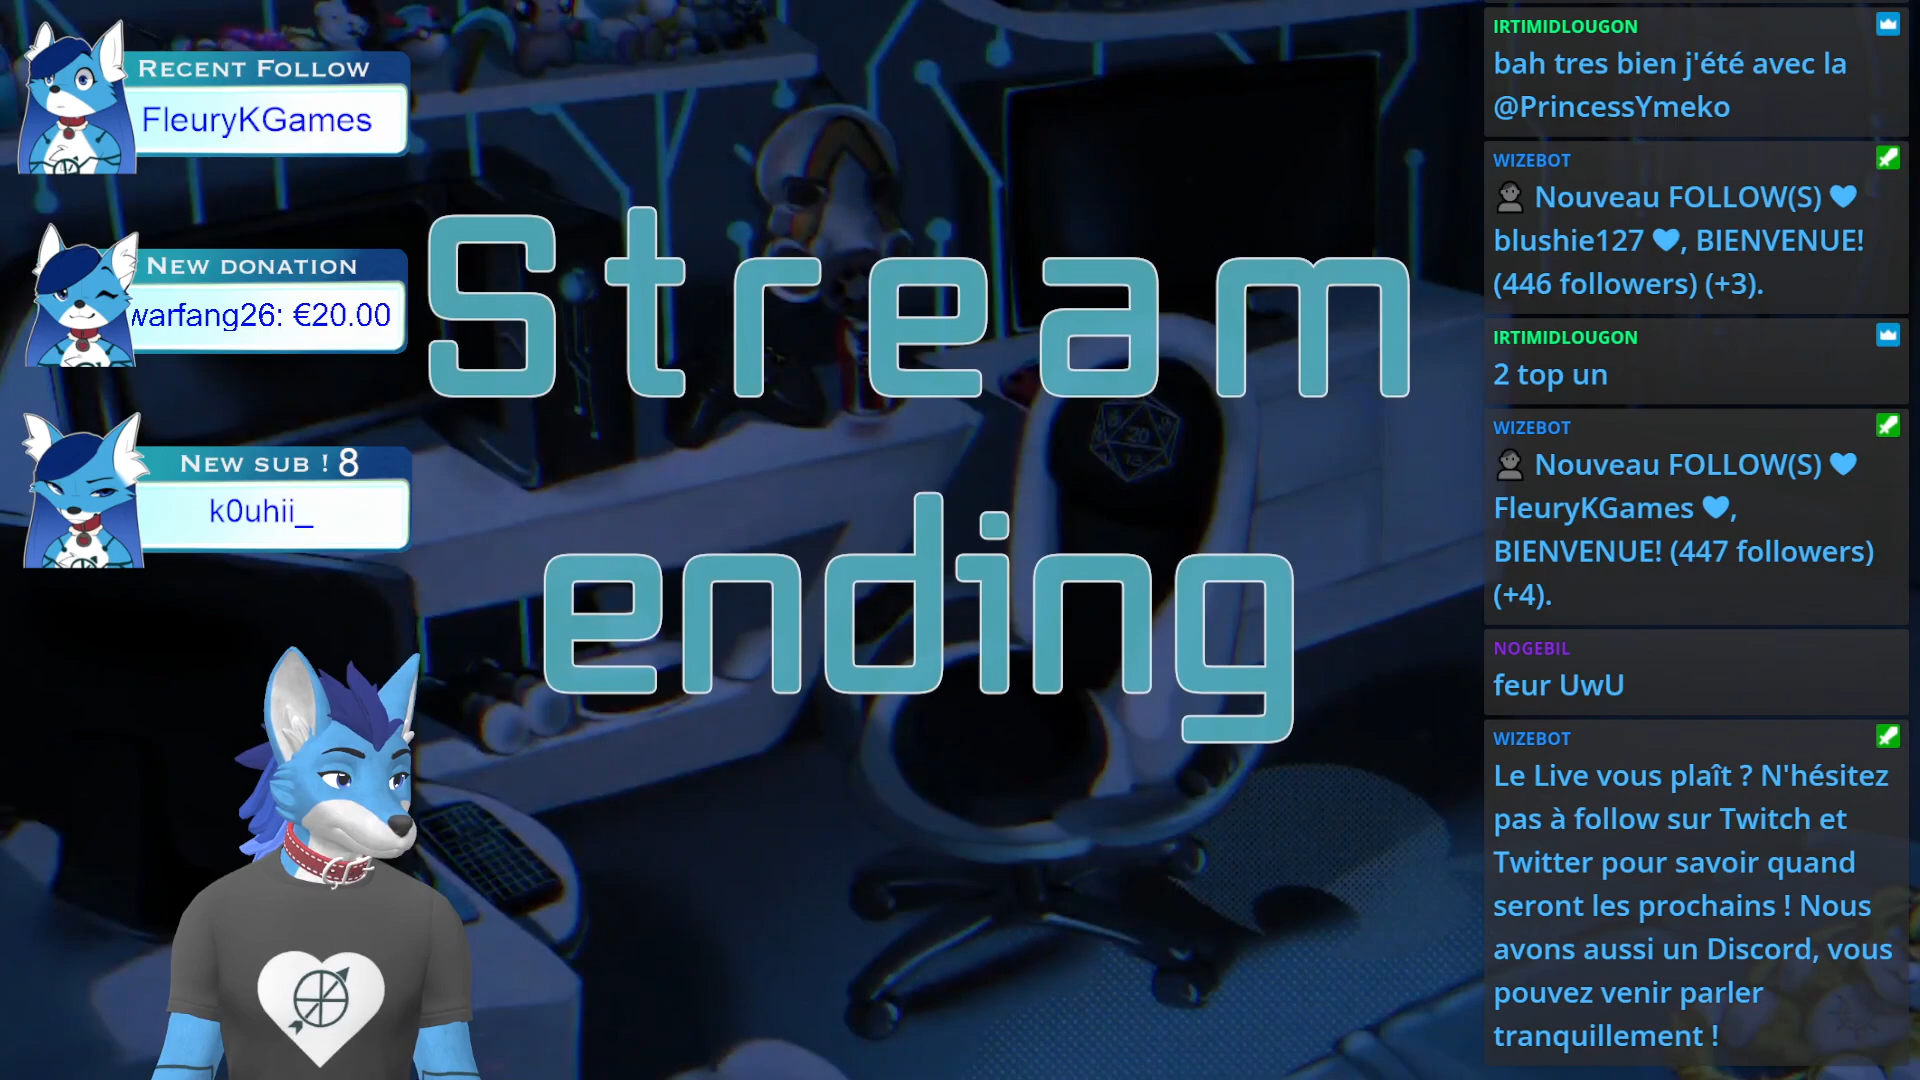 RECENT FOLLOW
FleuryKGames
NEW DONATION
warfang26: €20.00
NEW SUB ! 8
k0uhii_
Stream
ending
20
IRTIMIDLOUGON
bah tres bien j'été avec la
@PrincessYmeko
WIZEBOT
Nouveau FOLLOW(S)
blushie127 , BIENVENUE!
(446 followers) (+3).
IRTIMIDLOUGON
2 top un
WIZEBOT
Nouveau FOLLOW(S)
FleuryKGames ,
BIENVENUE! (447 followers)
(+4).
NOGEBIL
feur UwU
WIZEBOT
Le Live vous plaît ? N'hésitez
pas à follow sur Twitch et
Twitter pour savoir quand
seront les prochains ! Nous
avons aussi un Discord, vous
pouvez venir parler
tranquillement !